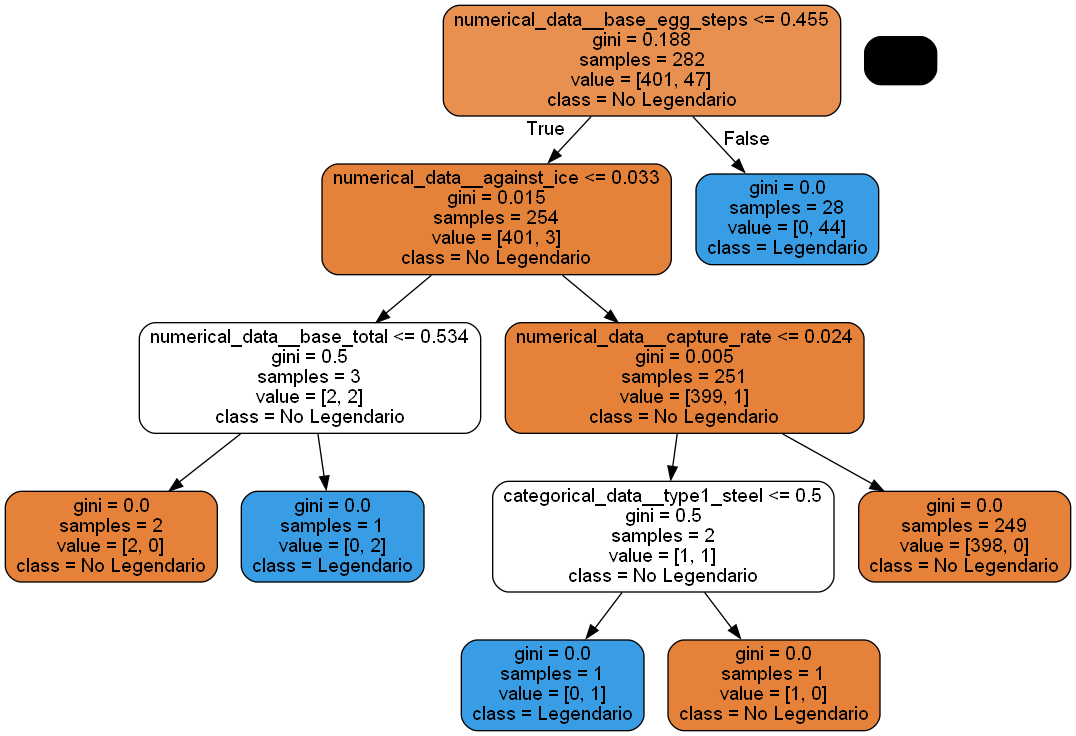 numerical_data__base_egg_steps <= 0.455
gini = 0.188
samples = 282
value = [401, 47]
class = No Legendario
True
False
numerical_data__against_ice <= 0.033
gini = 0.015
samples = 254
value = [401, 3]
class = No Legendario
gini = 0.0
samples = 28
value = [0, 44]
class = Legendario
numerical_data__base_total <= 0.534
gini = 0.5
samples = 3
value = [2, 2]
class = No Legendario
numerical_data__capture_rate <= 0.024
gini = 0.005
samples = 251
value = [399, 1]
class = No Legendario
gini = 0.0
samples = 2
value = [2, 0]
class = No Legendario
gini = 0.0
samples = 1
value = [0, 2]
class = Legendario
categorical_data__type1_steel <= 0.5
gini = 0.5
samples = 2
value = [1, 1]
class = No Legendario
gini = 0.0
samples = 249
value = [398, 0]
class = No Legendario
gini = 0.0
samples = 1
value = [0, 1]
class = Legendario
gini = 0.0
samples = 1
value = [1, 0]
class = No Legendario